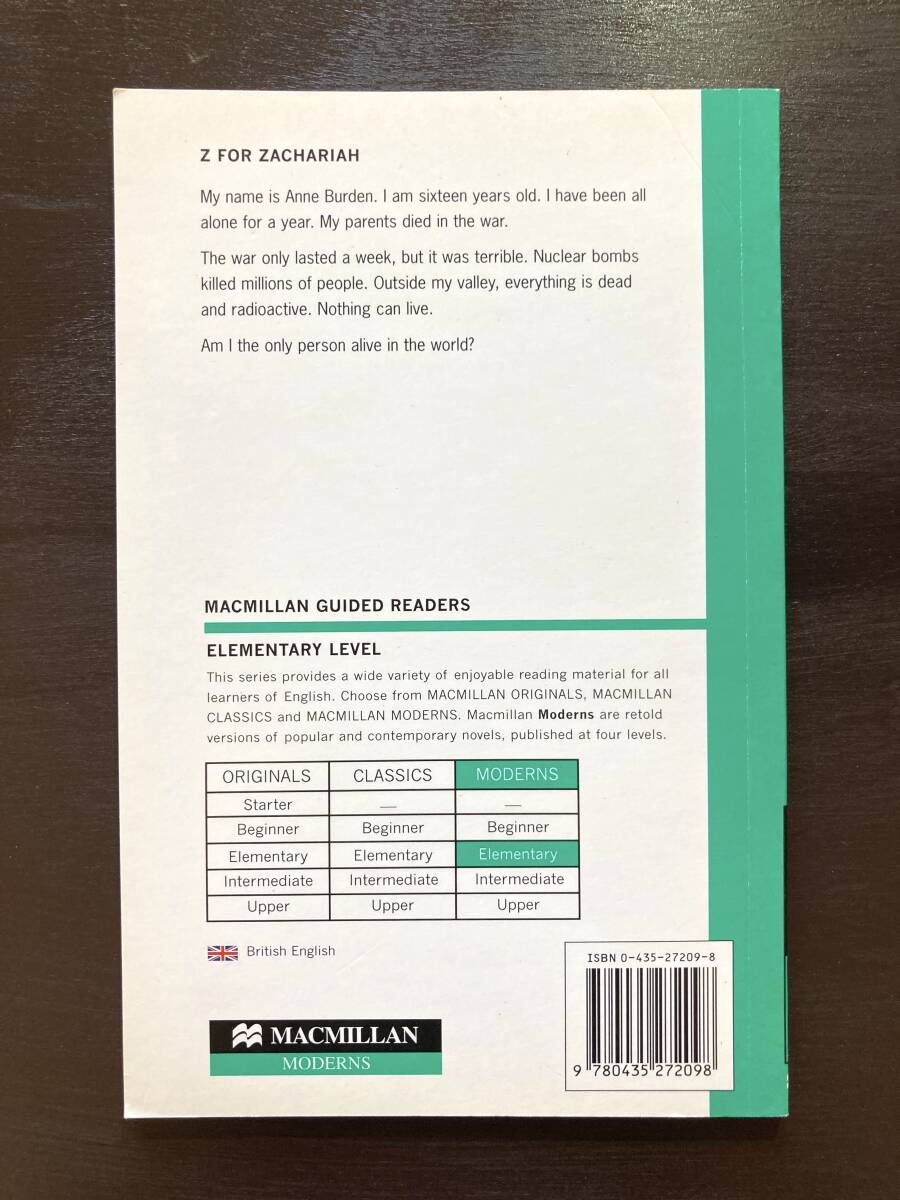 Z FOR ZACHARIAH
My name is Anne Burden. I am sixteen years old. I have been all
alone for a year. My parents died in the war.
The war only lasted a week, but it was terrible. Nuclear bombs
killed millions of people. Outside my valley, everything is dead
and radioactive. Nothing can live.
Am I the only person alive in the world?
MACMILLAN GUIDED READERS
ELEMENTARY LEVEL
This series provides a wide variety of enjoyable reading material for all
learners of English. Choose from MACMILLAN ORIGINALS, MACMILLAN
CLASSICS and MACMILLAN MODERNS. Macmillan Moderns are retold
versions of popular and contemporary novels, published at four levels.
ORIGINALS CLASSICS MODERNS
Starter — —
Beginner Beginner Beginner
Elementary Elementary Elementary
Intermediate Intermediate Intermediate
Upper Upper Upper
British English
ISBN 0-435-27209-8
9 780435 272098
MACMILLAN
MODERNS